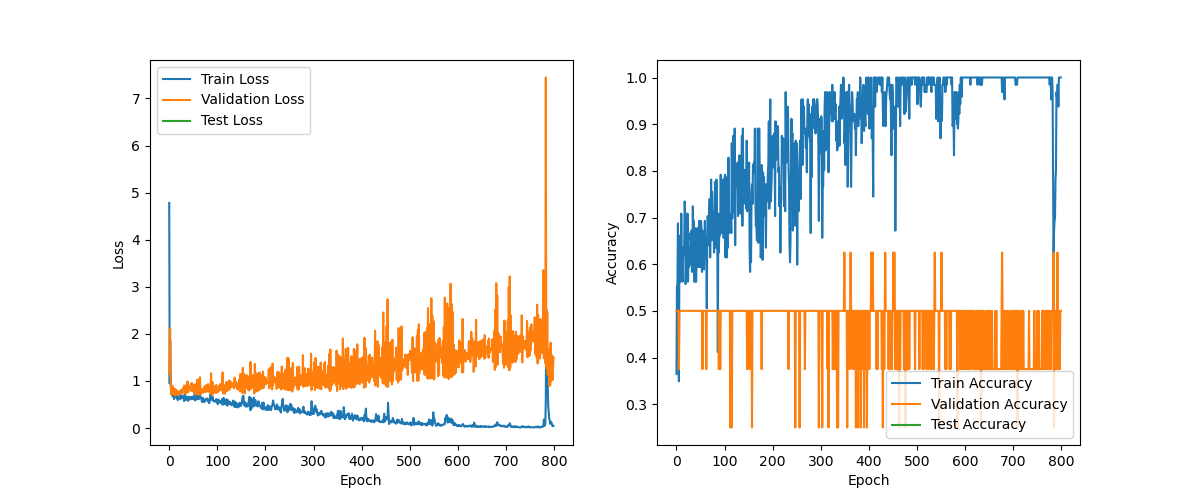 Train Loss
Validation Loss
Test Loss
7
6
5
4
3
2
1
0
Loss
0 100 200 300 400 500 600 700 800
Epoch
1.0
0.9
0.8
0.7
0.6
0.5
0.4
0.3
Accuracy
Train Accuracy
Validation Accuracy
Test Accuracy
0 100 200 300 400 500 600 700 800
Epoch